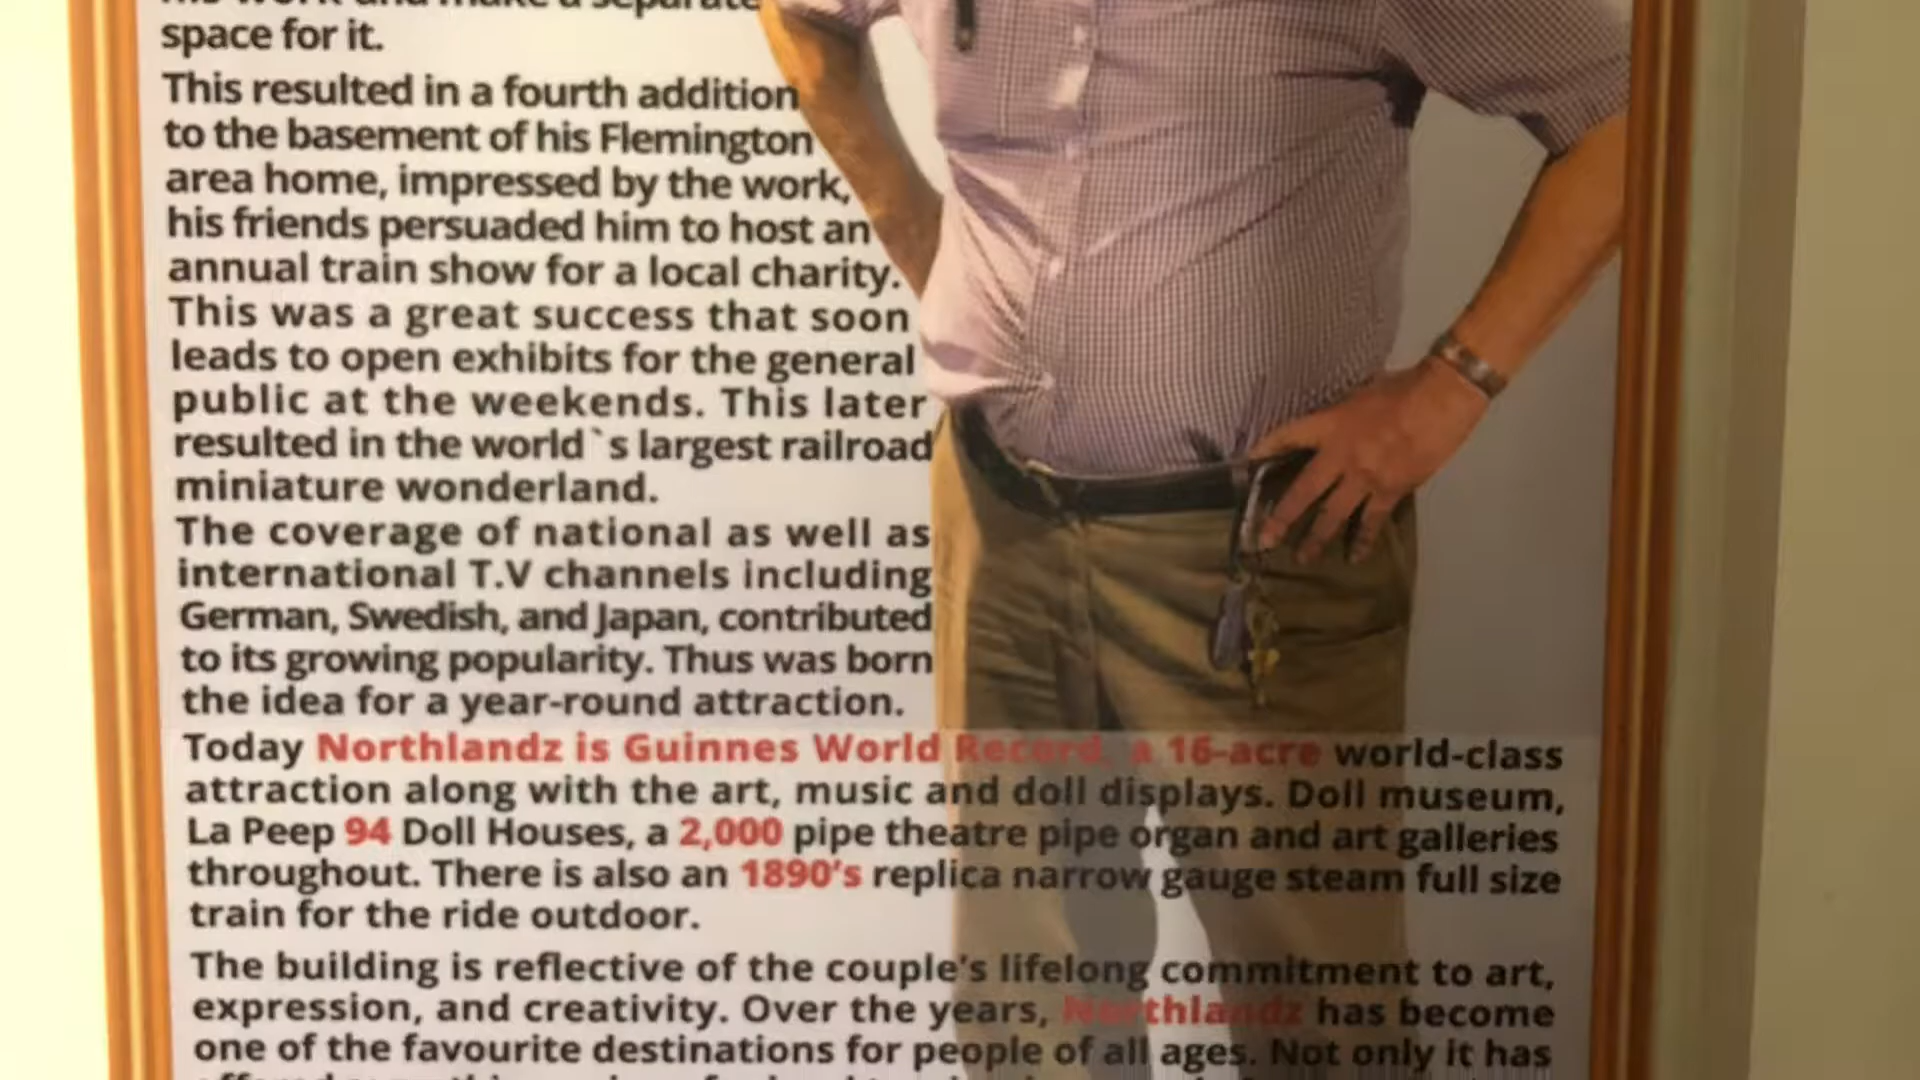 space for it.
This resulted in a fourth addition
to the basement of his Flemington
area home, impressed by the work,
his friends persuaded him to host an
annual train show for a local charity.
This was a great success that soon
leads to open exhibits for the general
public at the weekends. This later
resulted in the world`s largest railroad
miniature wonderland.
The coverage of national as well as
international T.V channels including
German, Swedish, and Japan, contributed
to its growing popularity. Thus was born
the idea for a year-round attraction.
Today Northlandz is Guinnes World Record, a 16-acre world-class
attraction along with the art, music and doll displays. Doll museum,
La Peep 94 Doll Houses, a 2,000 pipe theatre pipe organ and art galleries
throughout. There is also an 1890's replica narrow gauge steam full size
train for the ride outdoor.
The building is reflective of the couple's lifelong commitment to art,
expression, and creativity. Over the years, Northlandz has become
one of the favourite destinations for people of all ages. Not only it has